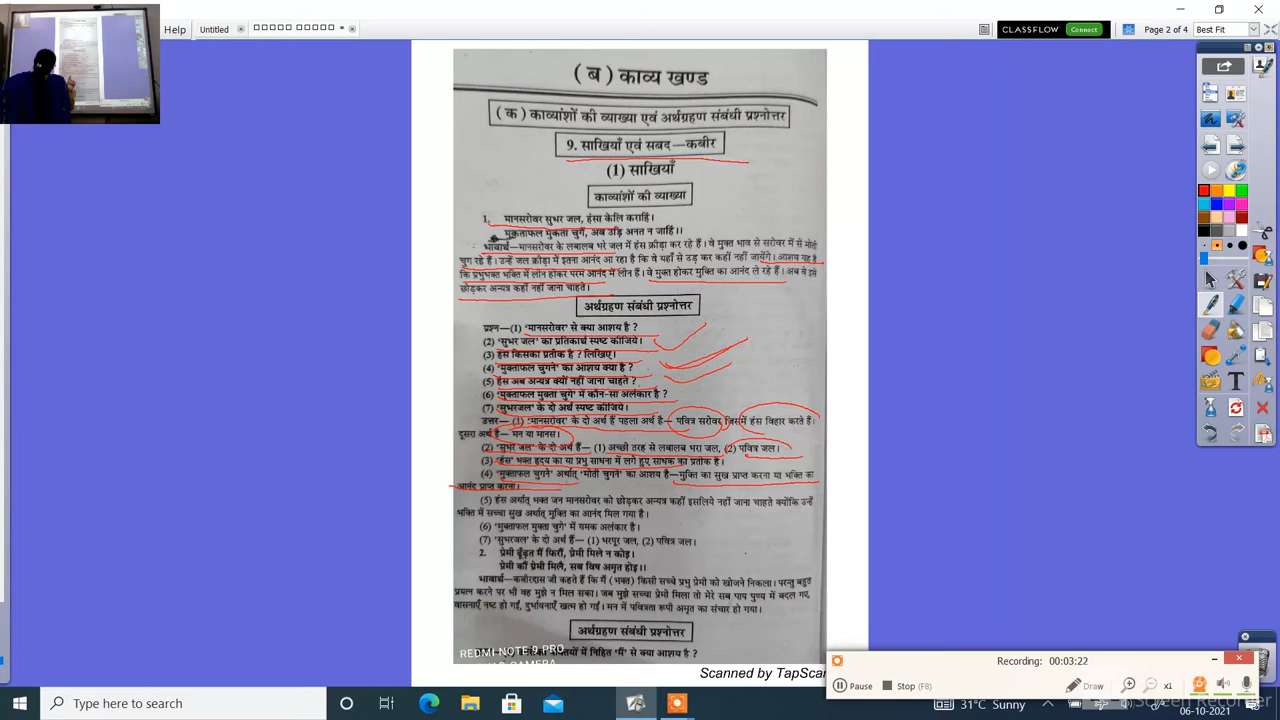 Help
Untitled
CLASSFLOW Connect
Page 2 of 4
Best Fit
( ब ) काव्य खण्ड
( क ) काव्यांशों की व्याख्या एवं अर्थग्रहण संबंधी प्रश्नोत्तर
9. साखियाँ एवं सबद—कबीर
(1) साखियाँ
काव्यांशों की व्याख्या
1. मानसरोवर सुभर जल, हंसा केलि कराहिं।
मुकताफल मुकता चुगैं, अब उड़ि अनत न जाहिं।।
भावार्थ—मानसरोवर के लबालब भरे जल में हंस क्रीड़ा कर रहे हैं। वे मुक्त भाव से सरोवर में से मोती
चुग रहे हैं। उन्हें जल क्रीड़ा में इतना आनंद आ रहा है कि वे यहाँ से उड़ कर कहीं नहीं जायेंगे। आशय यह है
कि प्रभुभक्त भक्ति में लीन होकर परम आनंद में लीन हैं। वे मुक्त होकर मुक्ति का आनंद ले रहे हैं। अब वे इसे
छोड़कर अन्यत्र कहीं नहीं जाना चाहते।
अर्थग्रहण संबंधी प्रश्नोत्तर
प्रश्न—(1) 'मानसरोवर' से क्या आशय है ?
(2) 'सुभर जल' का प्रतिकार्थ स्पष्ट कीजिये।
(3) हंस किसका प्रतीक है ? लिखिए।
(4) 'मुक्ताफल चुगने' का आशय क्या है ?
(5) हंस अब अन्यत्र क्यों नहीं जाना चाहते ?
(6) 'मुक्ताफल मुक्ता चुगे' में कौन-सा अलंकार है ?
(7) 'सुभरजल' के दो अर्थ स्पष्ट कीजिये।
उत्तर— (1) 'मानसरोवर' के दो अर्थ हैं पहला अर्थ है— पवित्र सरोवर जिसमें हंस विहार करते हैं।
दूसरा अर्थ है— मन या मानस।
(2) 'सुभर जल' के दो अर्थ हैं— (1) अच्छी तरह से लबालब भरा जल, (2) पवित्र जल।
(3) 'हंस' भक्त हृदय का या प्रभु साधना में लगे हुए साधक का प्रतीक है।
(4) 'मुक्ताफल चुगने' अर्थात् 'मोती चुगने' का आशय है—मुक्ति का सुख प्राप्त करना या भक्ति का
आनंद प्राप्त करना।
(5) हंस अर्थात् भक्त जन मानसरोवर को छोड़कर अन्यत्र कहीं इसलिये नहीं जाना चाहते क्योंकि उन्हें
भक्ति में सच्चा सुख अर्थात् मुक्ति का आनंद मिल गया है।
(6) 'मुक्ताफल मुक्ता चुगे' में यमक अलंकार है।
(7) 'सुभरजल' के दो अर्थ हैं— (1) भरपूर जल, (2) पवित्र जल।
2. प्रेमी ढूँढ़त मैं फिरौं, प्रेमी मिले न कोइ।
प्रेमी कौं प्रेमी मिलै, सब विष अमृत होइ।।
भावार्थ—कबीरदास जी कहते हैं कि मैं (भक्त) किसी सच्चे प्रभु प्रेमी को खोजने निकला। परन्तु बहुत
प्रयत्न करने पर भी वह मुझे न मिल सका। जब मुझे सच्चा प्रेमी मिला तो मेरे सब पाप पुण्य में बदल गए,
वासनाएँ नष्ट हो गईं, दुर्भावनाएँ खत्म हो गईं। मन में पवित्रता रूपी अमृत का संचार हो गया।
अर्थग्रहण संबंधी प्रश्नोत्तर
में निहित 'मैं' से क्या आशय है ?
REDMI NOTE 9 PRO
CAMERA
Scanned by TapScan
Recording: 00:03:22
Pause
Stop (F8)
x1
Draw
Type here to search
31°C Sunny
06-10-2021